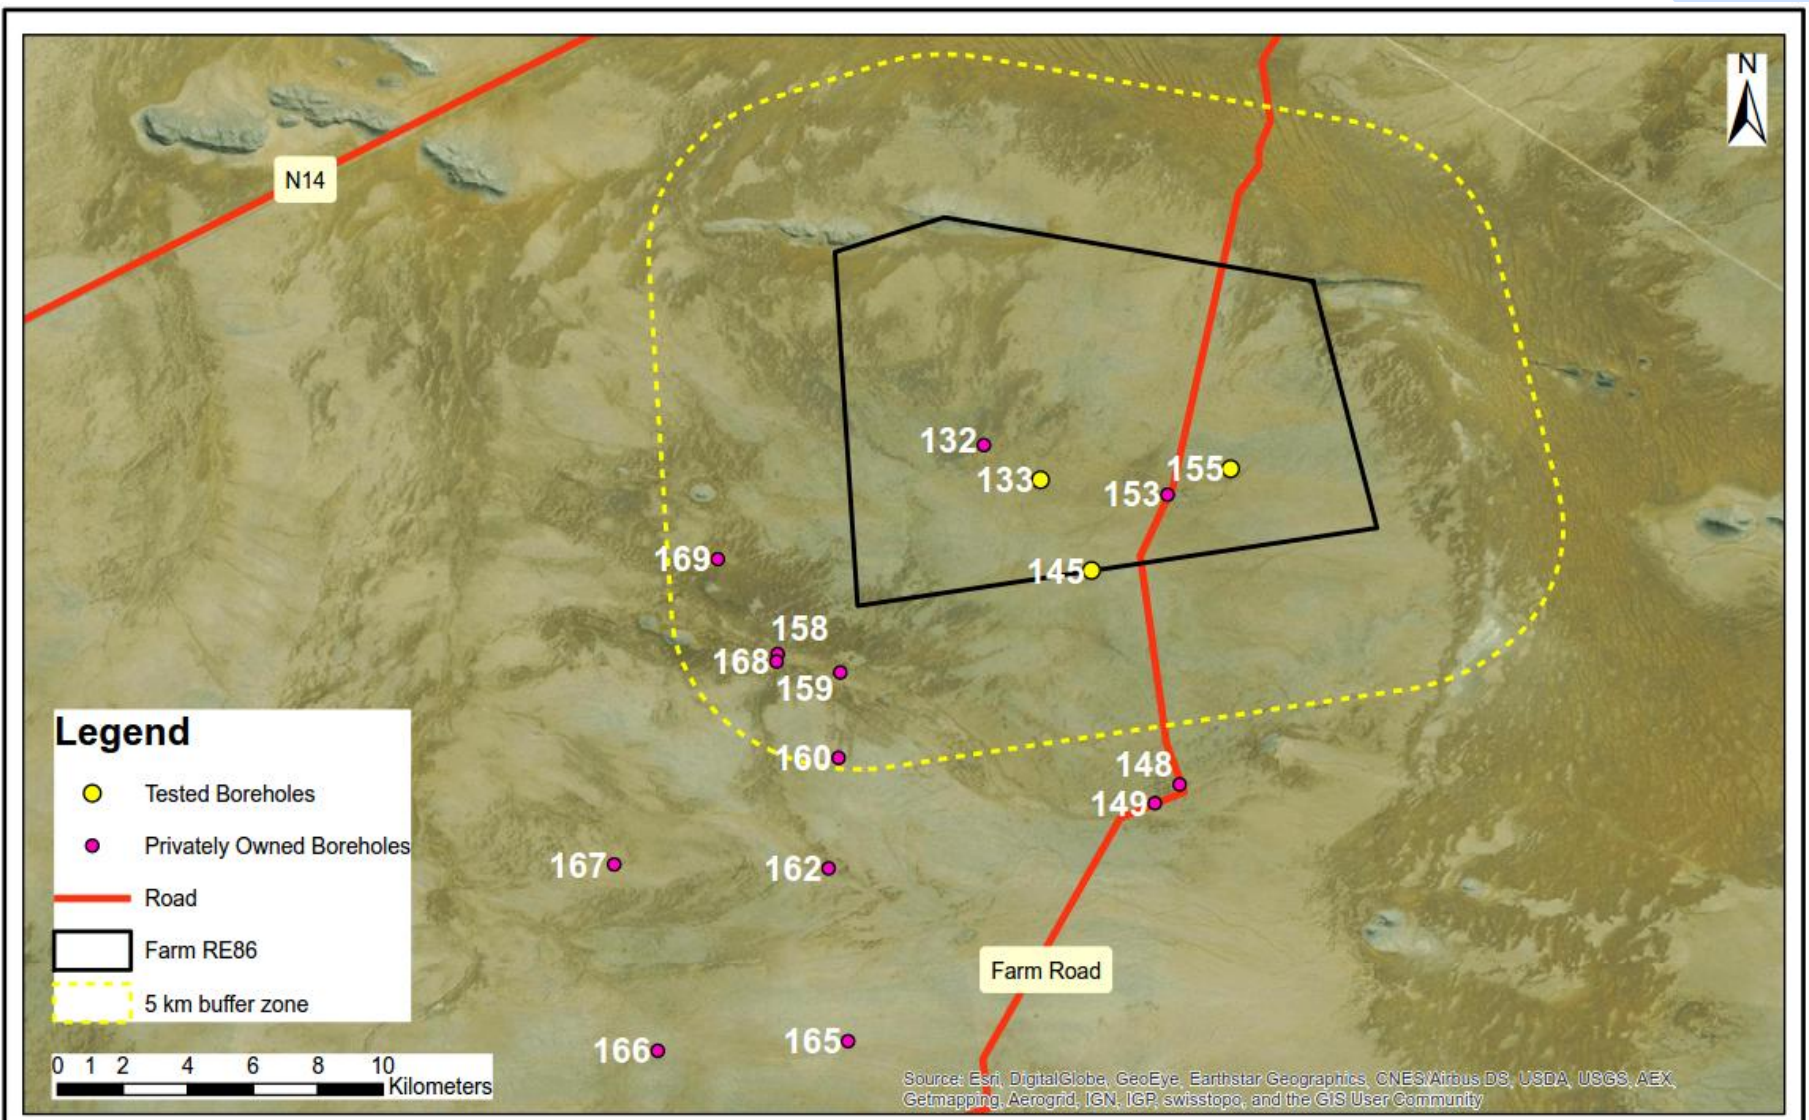 N
N14
132
133
155
153
169
145
158
168
159
160
148
149
167
162
Farm Road
166
165
Legend
Tested Boreholes
Privately Owned Boreholes
Road
Farm RE86
5 km buffer zone
0 1 2 4 6 8 10
Kilometers
Source: Esri, DigitalGlobe, GeoEye, Earthstar Geographics, CNES/Airbus DS, USDA, USGS, AEX,
Getmapping, Aerogrid, IGN, IGP, swisstopo, and the GIS User Community